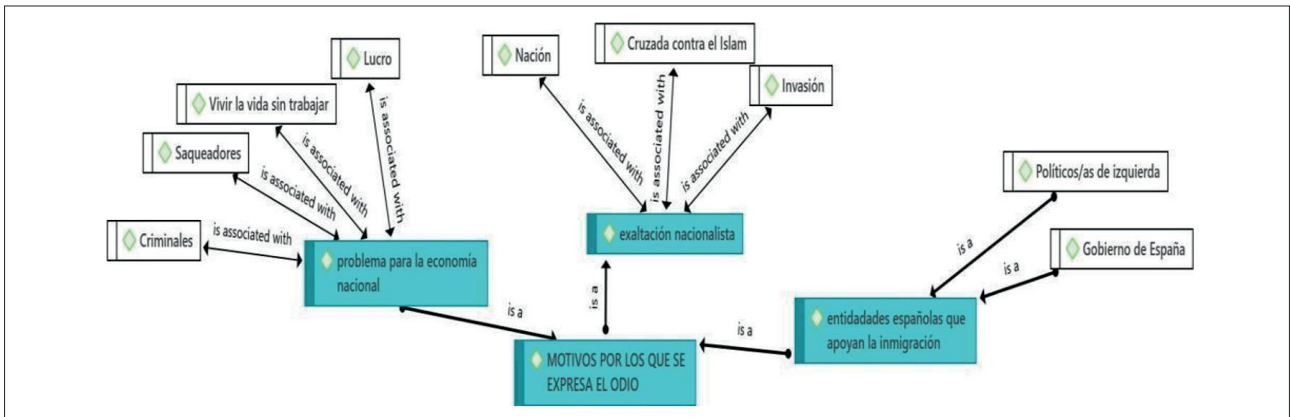 Lucro
is associated with
Vivir la vida sin trabajar
is associated with
Saqueadores
is associated with
Criminales
is associated with
problema para la economía
nacional
is a
Nación
is associated with
Cruzada contra el Islam
is associated with
Invasión
is associated with
exaltación nacionalista
is a
MOTIVOS POR LOS QUE SE
EXPRESA EL ODIO
Políticos/as de izquierda
is a
Gobierno de España
is a
entidadades españolas que
apoyan la inmigración
is a